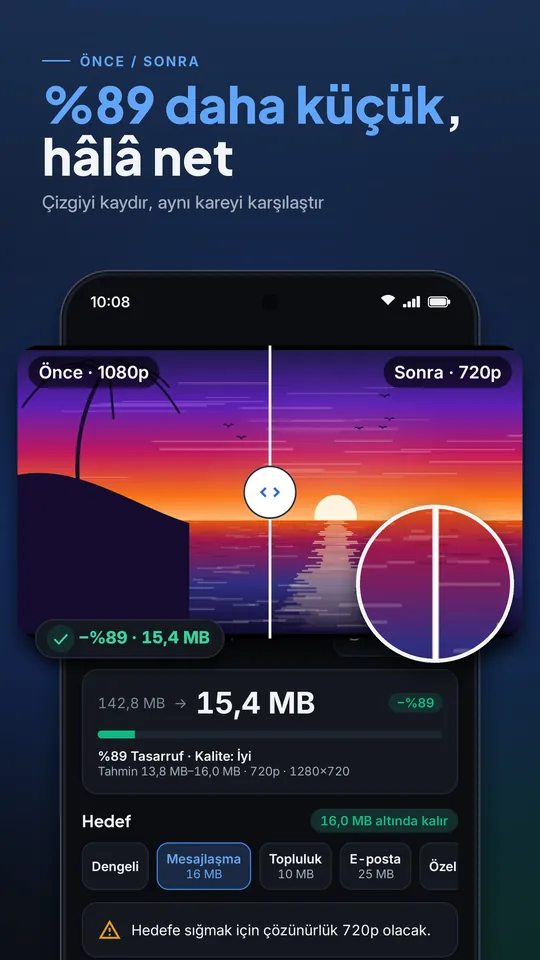 ÖNCE / SONRA
%89 daha küçük,
hâlâ net
Çizgiyi kaydır, aynı kareyi karşılaştır
10:08
Önce · 1080p
Sonra · 720p
−%89 · 15,4 MB
142,8 MB → 15,4 MB
−%89
%89 Tasarruf · Kalite: İyi
Tahmin 13,8 MB–16,0 MB · 720p · 1280×720
Hedef
16,0 MB altında kalır
Dengeli
Mesajlaşma
16 MB
Topluluk
10 MB
E-posta
25 MB
Özel
Hedefe sığmak için çözünürlük 720p olacak.